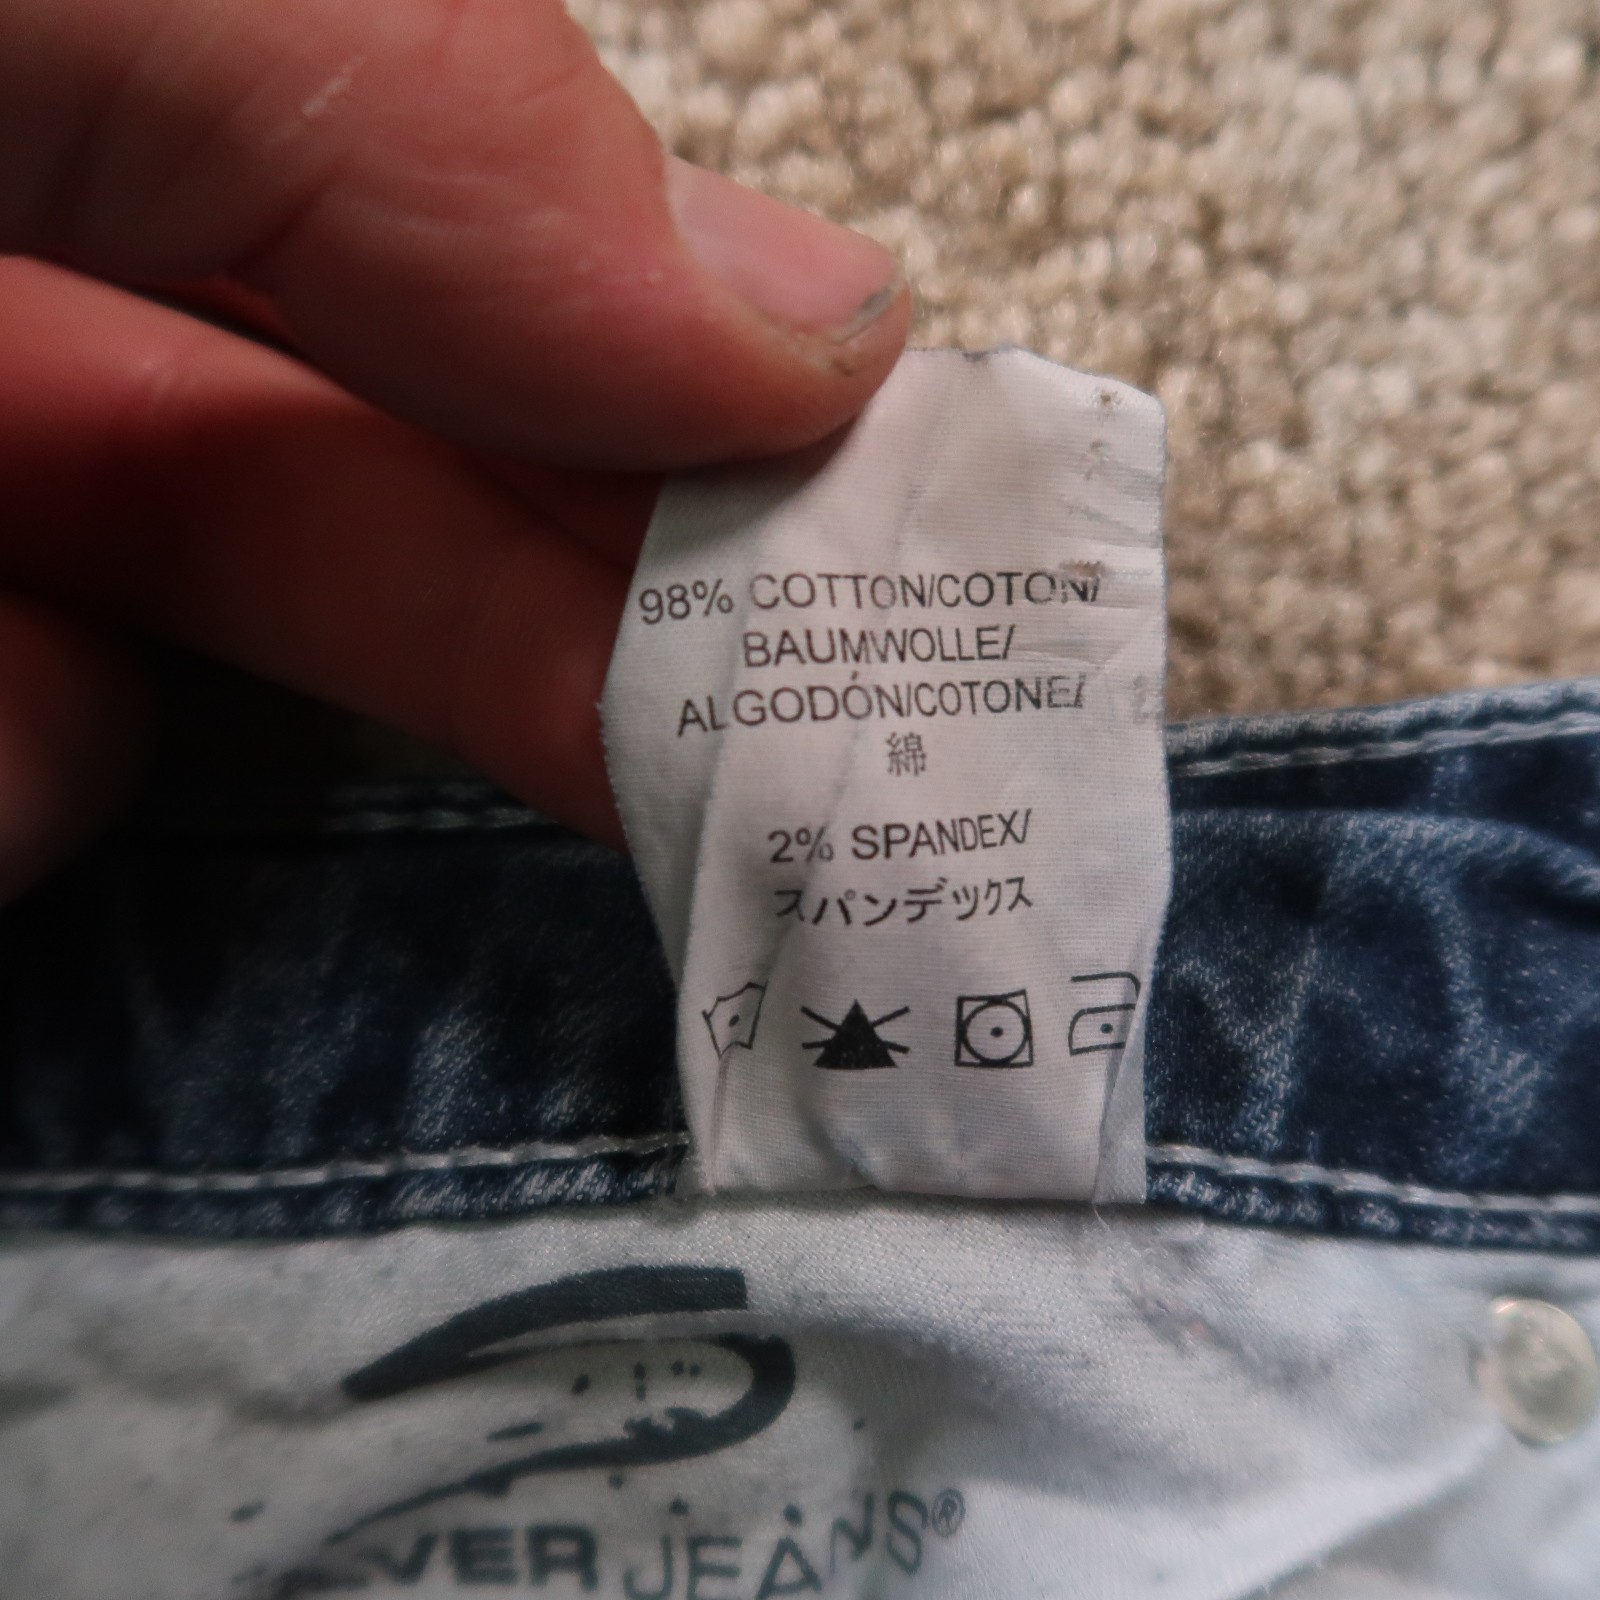 98% COTTON/COTON/
BAUMWOLLE/
ALGODÓN/COTONE/
綿
2% SPANDEX/
スパンデックス
JEANS®